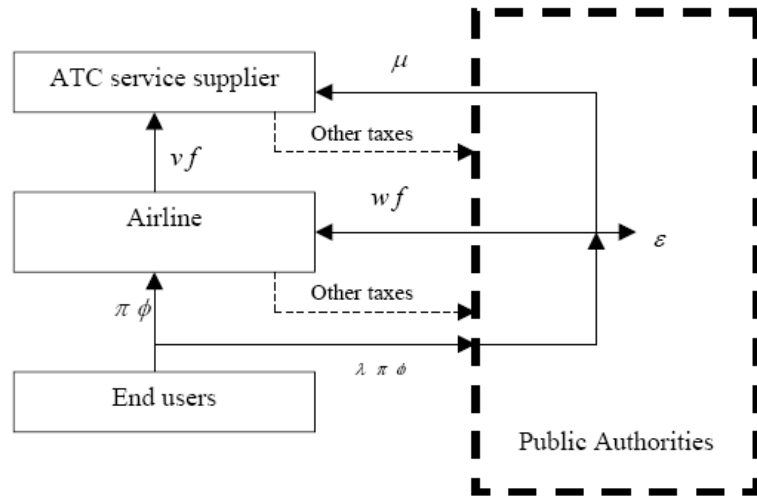 ATC service supplier
μ
Other taxes
v f
Airline
w f
ε
Other taxes
π ϕ
λ π ϕ
End users
Public Authorities